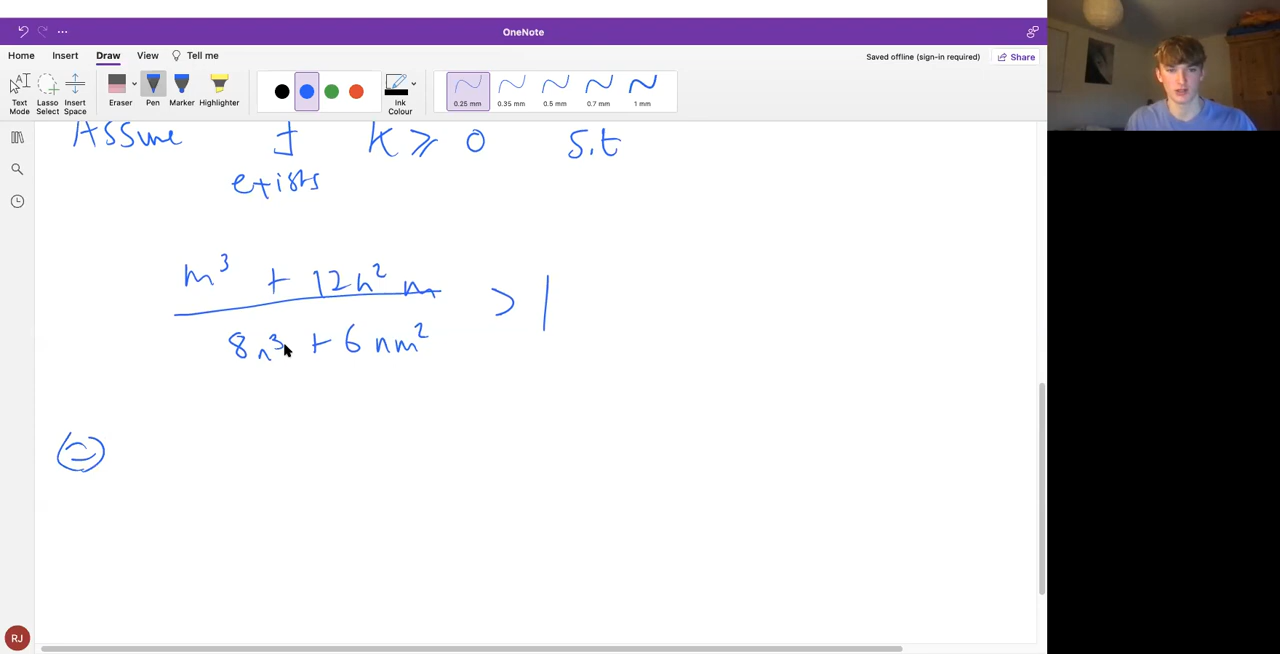 OneNote
Home Insert Draw View Tell me
Saved offline (sign-in required) Share
Text Mode
Lasso Select
Insert Space
Eraser
Pen
Marker
Highlighter
Ink Colour
0.25 mm 0.35 mm 0.5 mm 0.7 mm 1 mm
Assume ∃ K ⩾ 0 s.t
exists
m³ + 12n²m
8n³ + 6nm²
> 1
RJ